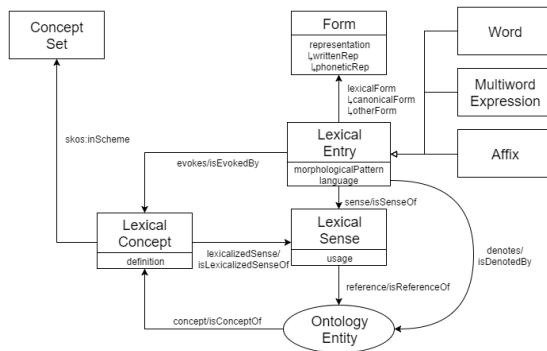 Concept
Set
Form
representation
↳writtenRep
↳phoneticRep
Word
lexicalForm
↳canonicalForm
↳otherForm
Multiword
Expression
skos:inScheme
Lexical
Entry
morphologicalPattern
language
evokes/isEvokedBy
Affix
sense/isSenseOf
Lexical
Concept
definition
lexicalizedSense/
isLexicalizedSenseOf
Lexical
Sense
usage
denotes/
isDenotedBy
reference/isReferenceOf
concept/isConceptOf
Ontology
Entity